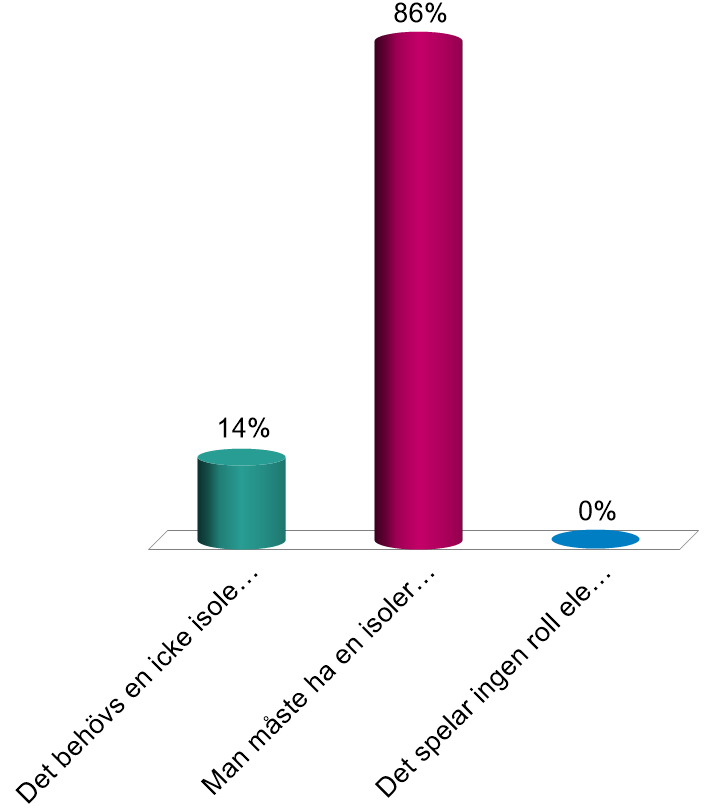 86%
14%
0%
Det behövs en icke isole…
Man måste ha en isoler…
Det spelar ingen roll ele…